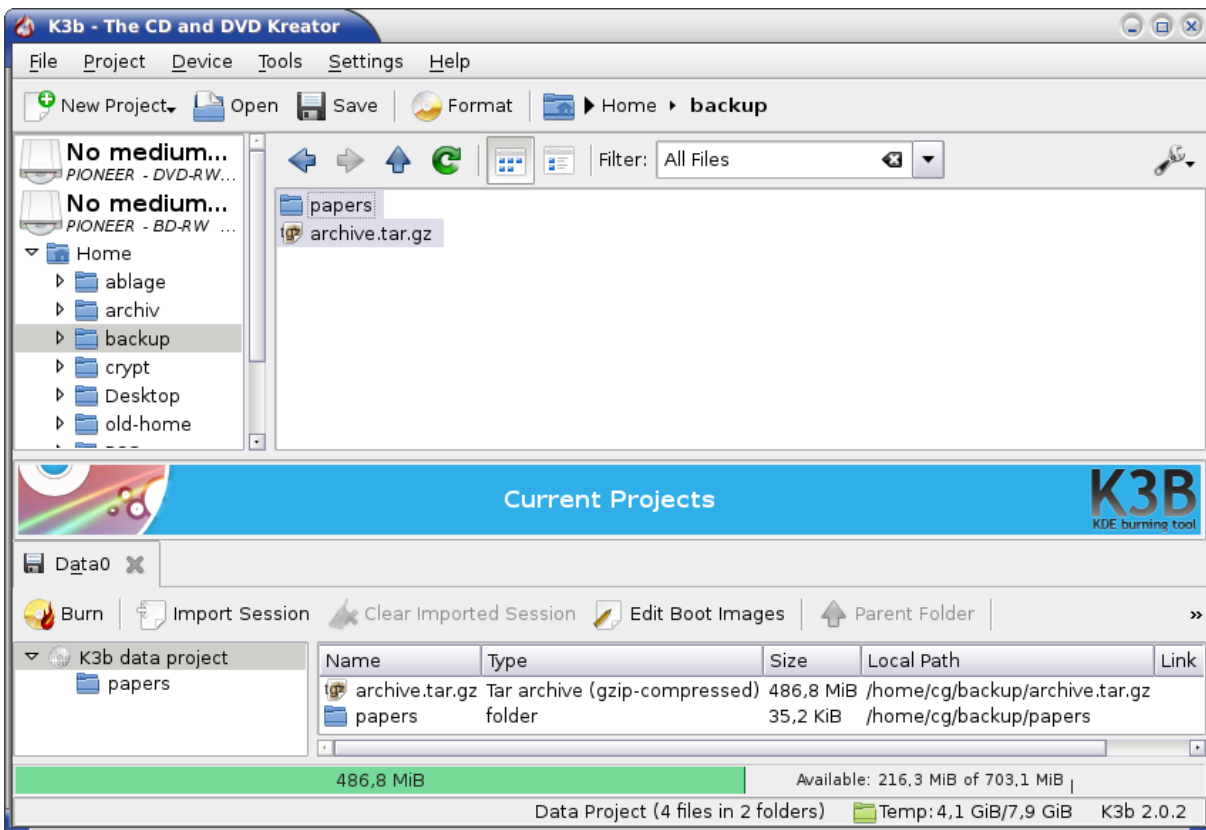 K3b - The CD and DVD Kreator
File Project Device Tools Settings Help
New Project Open Save Format Home backup
No medium...
PIONEER - DVD-RW...
No medium...
PIONEER - BD-RW ...
Home
ablage
archiv
backup
crypt
Desktop
old-home
Filter: All Files
papers
archive.tar.gz
Current Projects
K3B
KDE burning tool
Data0
Burn Import Session Clear Imported Session Edit Boot Images Parent Folder »
K3b data project
papers
Name Type Size Local Path Link
archive.tar.gz Tar archive (gzip-compressed) 486,8 MiB /home/cg/backup/archive.tar.gz
papers folder 35,2 KiB /home/cg/backup/papers
486,8 MiB Available: 216,3 MiB of 703,1 MiB
Data Project (4 files in 2 folders) Temp: 4,1 GiB/7,9 GiB K3b 2.0.2